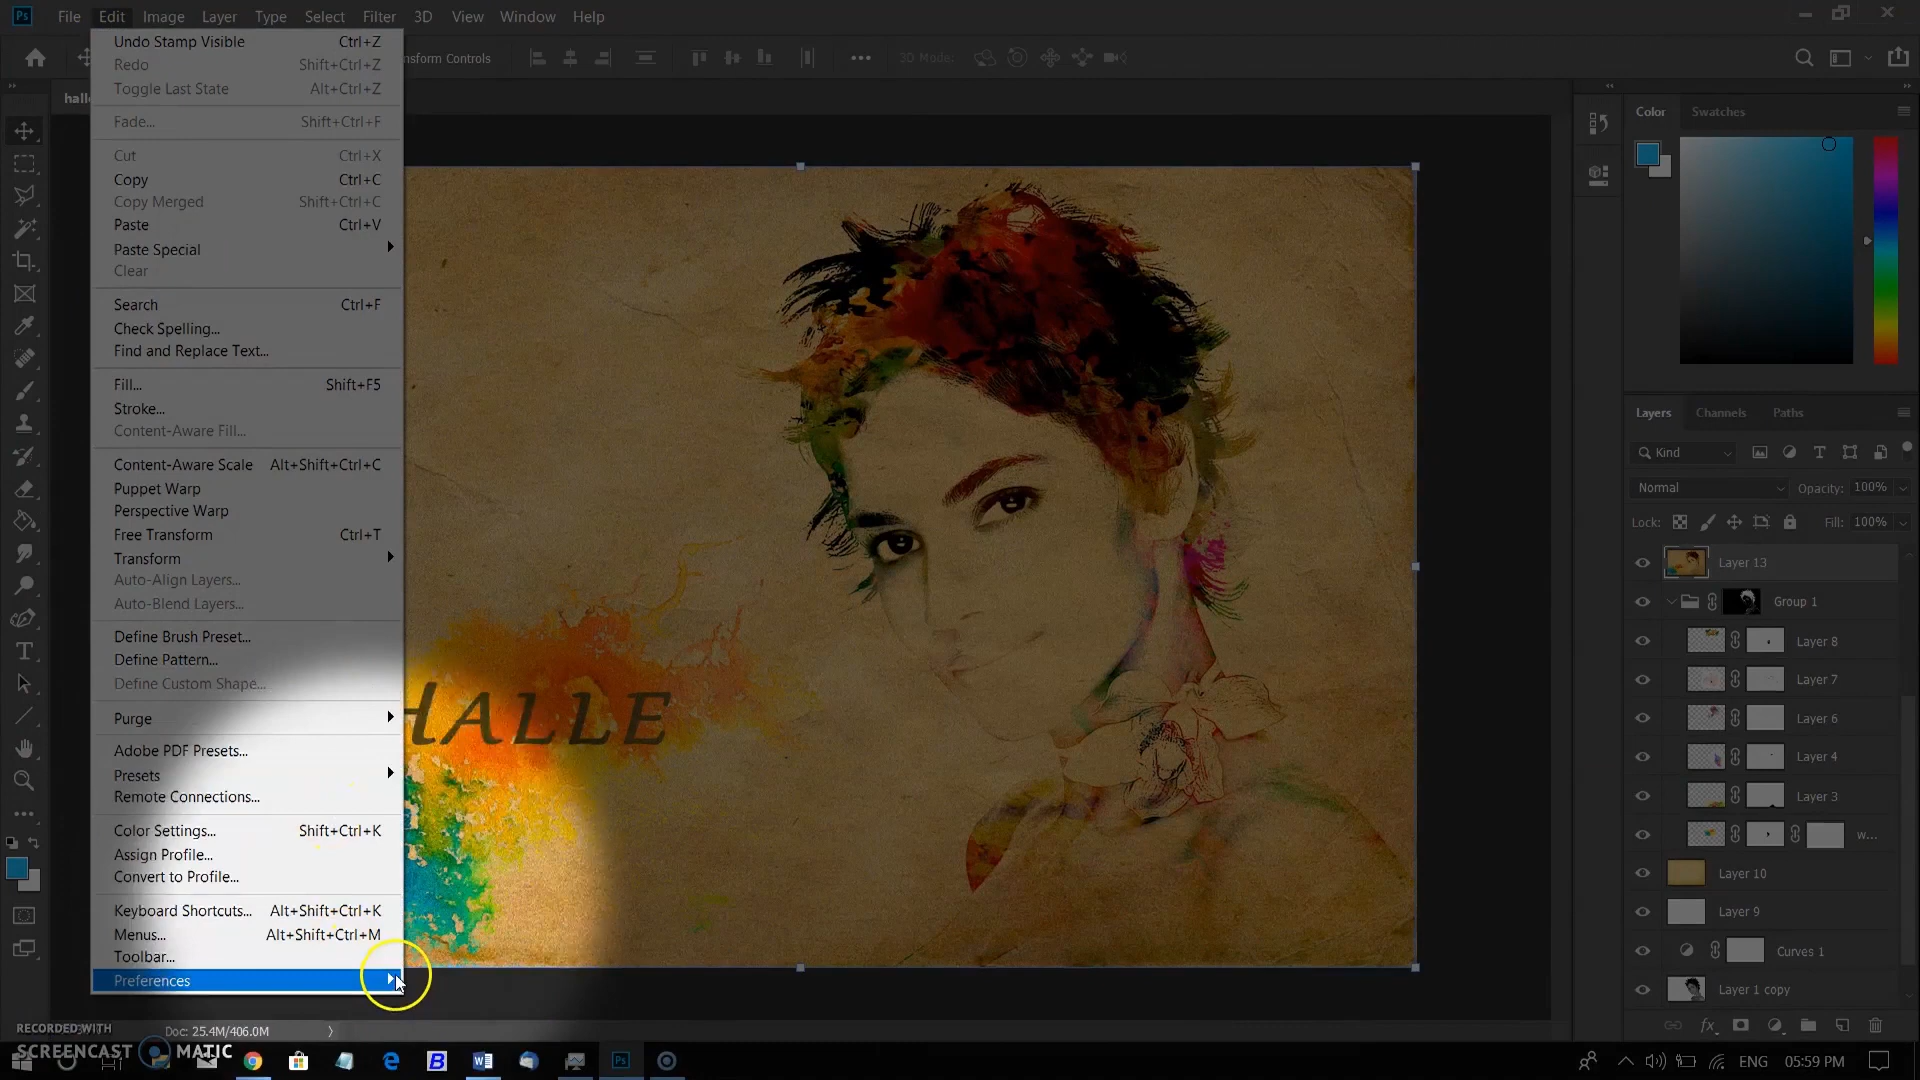 Ps File Edit Image Layer Type Select Filter 3D View Window Help
Undo Stamp Visible Ctrl+Z
Redo Shift+Ctrl+Z
Toggle Last State Alt+Ctrl+Z
Fade... Shift+Ctrl+F
Cut Ctrl+X
Copy Ctrl+C
Copy Merged Shift+Ctrl+C
Paste Ctrl+V
Paste Special
Clear
Search Ctrl+F
Check Spelling...
Find and Replace Text...
Fill... Shift+F5
Stroke...
Content-Aware Fill...
Content-Aware Scale Alt+Shift+Ctrl+C
Puppet Warp
Perspective Warp
Free Transform Ctrl+T
Transform
Auto-Align Layers...
Auto-Blend Layers...
Define Brush Preset...
Define Pattern...
Define Custom Shape...
Purge
Adobe PDF Presets...
Presets
Remote Connections...
Color Settings... Shift+Ctrl+K
Assign Profile...
Convert to Profile...
Keyboard Shortcuts... Alt+Shift+Ctrl+K
Menus... Alt+Shift+Ctrl+M
Toolbar...
Preferences
nsform Controls
3D Mode:
halle
HALLE
Color Swatches
Layers Channels Paths
Kind
Normal Opacity: 100%
Lock: Fill: 100%
Layer 13
Group 1
Layer 8
Layer 7
Layer 6
Layer 4
Layer 3
w...
Layer 10
Layer 9
Curves 1
Layer 1 copy
Doc: 25.4M/406.0M
RECORDED WITH
SCREENCAST MATIC
Ps
ENG 05:59 PM